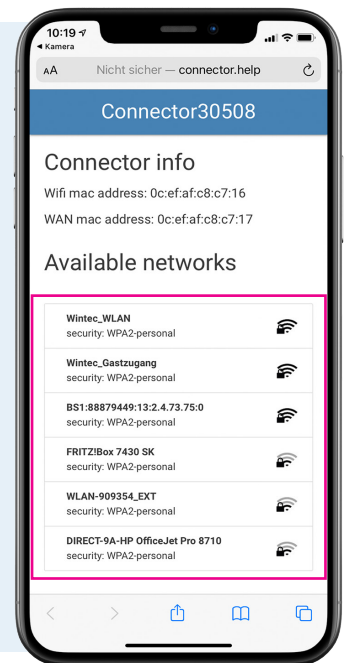 10:19
◀ Kamera
AA Nicht sicher — connector.help
Connector30508
Connector info
Wifi mac address: 0c:ef:af:c8:c7:16
WAN mac address: 0c:ef:af:c8:c7:17
Available networks
Wintec_WLAN
security: WPA2-personal
Wintec_Gastzugang
security: WPA2-personal
BS1:88879449:13:2.4.73.75:0
security: WPA2-personal
FRITZ!Box 7430 SK
security: WPA2-personal
WLAN-909354_EXT
security: WPA2-personal
DIRECT-9A-HP OfficeJet Pro 8710
security: WPA2-personal